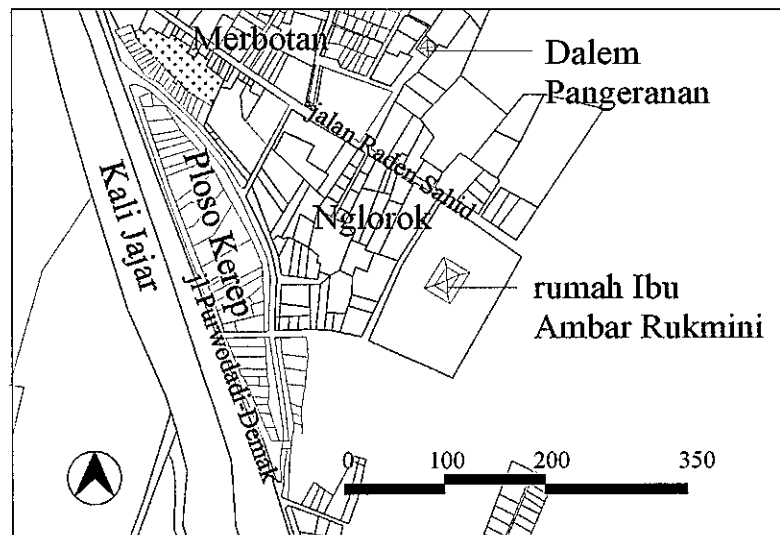 Merbotan
Dalem
Pangeranan
jalan Raden Sahid
Kali Jajar
Ploso Kerep
Nglorok
jl Purwodadi-Demak
rumah Ibu
Ambar Rukmini
0 100 200 350